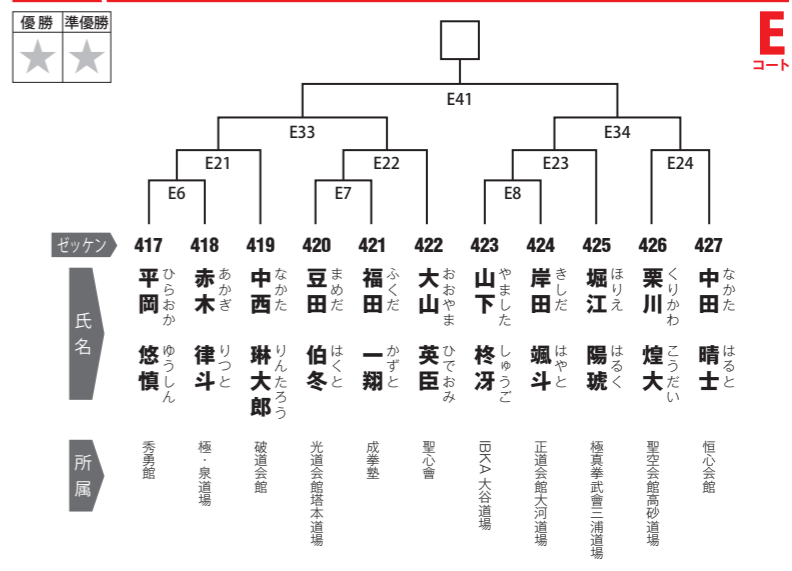 優勝 準優勝
E
コート
E41
E33 E34
E21 E22 E23 E24
E6 E7 E8
ゼッケン 417 418 419 420 421 422 423 424 425 426 427
氏名
平岡 悠慎 ひらおか ゆうしん
赤木 律斗 あかぎ りつと
中西 琳大郎 なかた りんたろう
豆田 伯冬 まめだ はくと
福田 一翔 ふくだ かずと
大山 英臣 おおやま ひでおみ
山下 柊冴 やました しゅうご
岸田 颯斗 きしだ はやと
堀江 陽琥 ほりえ はるく
栗川 煌大 くりかわ こうだい
中田 晴士 なかた はると
所属
秀勇館
極・泉道場
破道会館
光道会館塔本道場
成拳塾
聖心會
IBKA 大谷道場
正道会館大河道場
極真拳武會三浦道場
聖空会館高砂道場
恒心会館